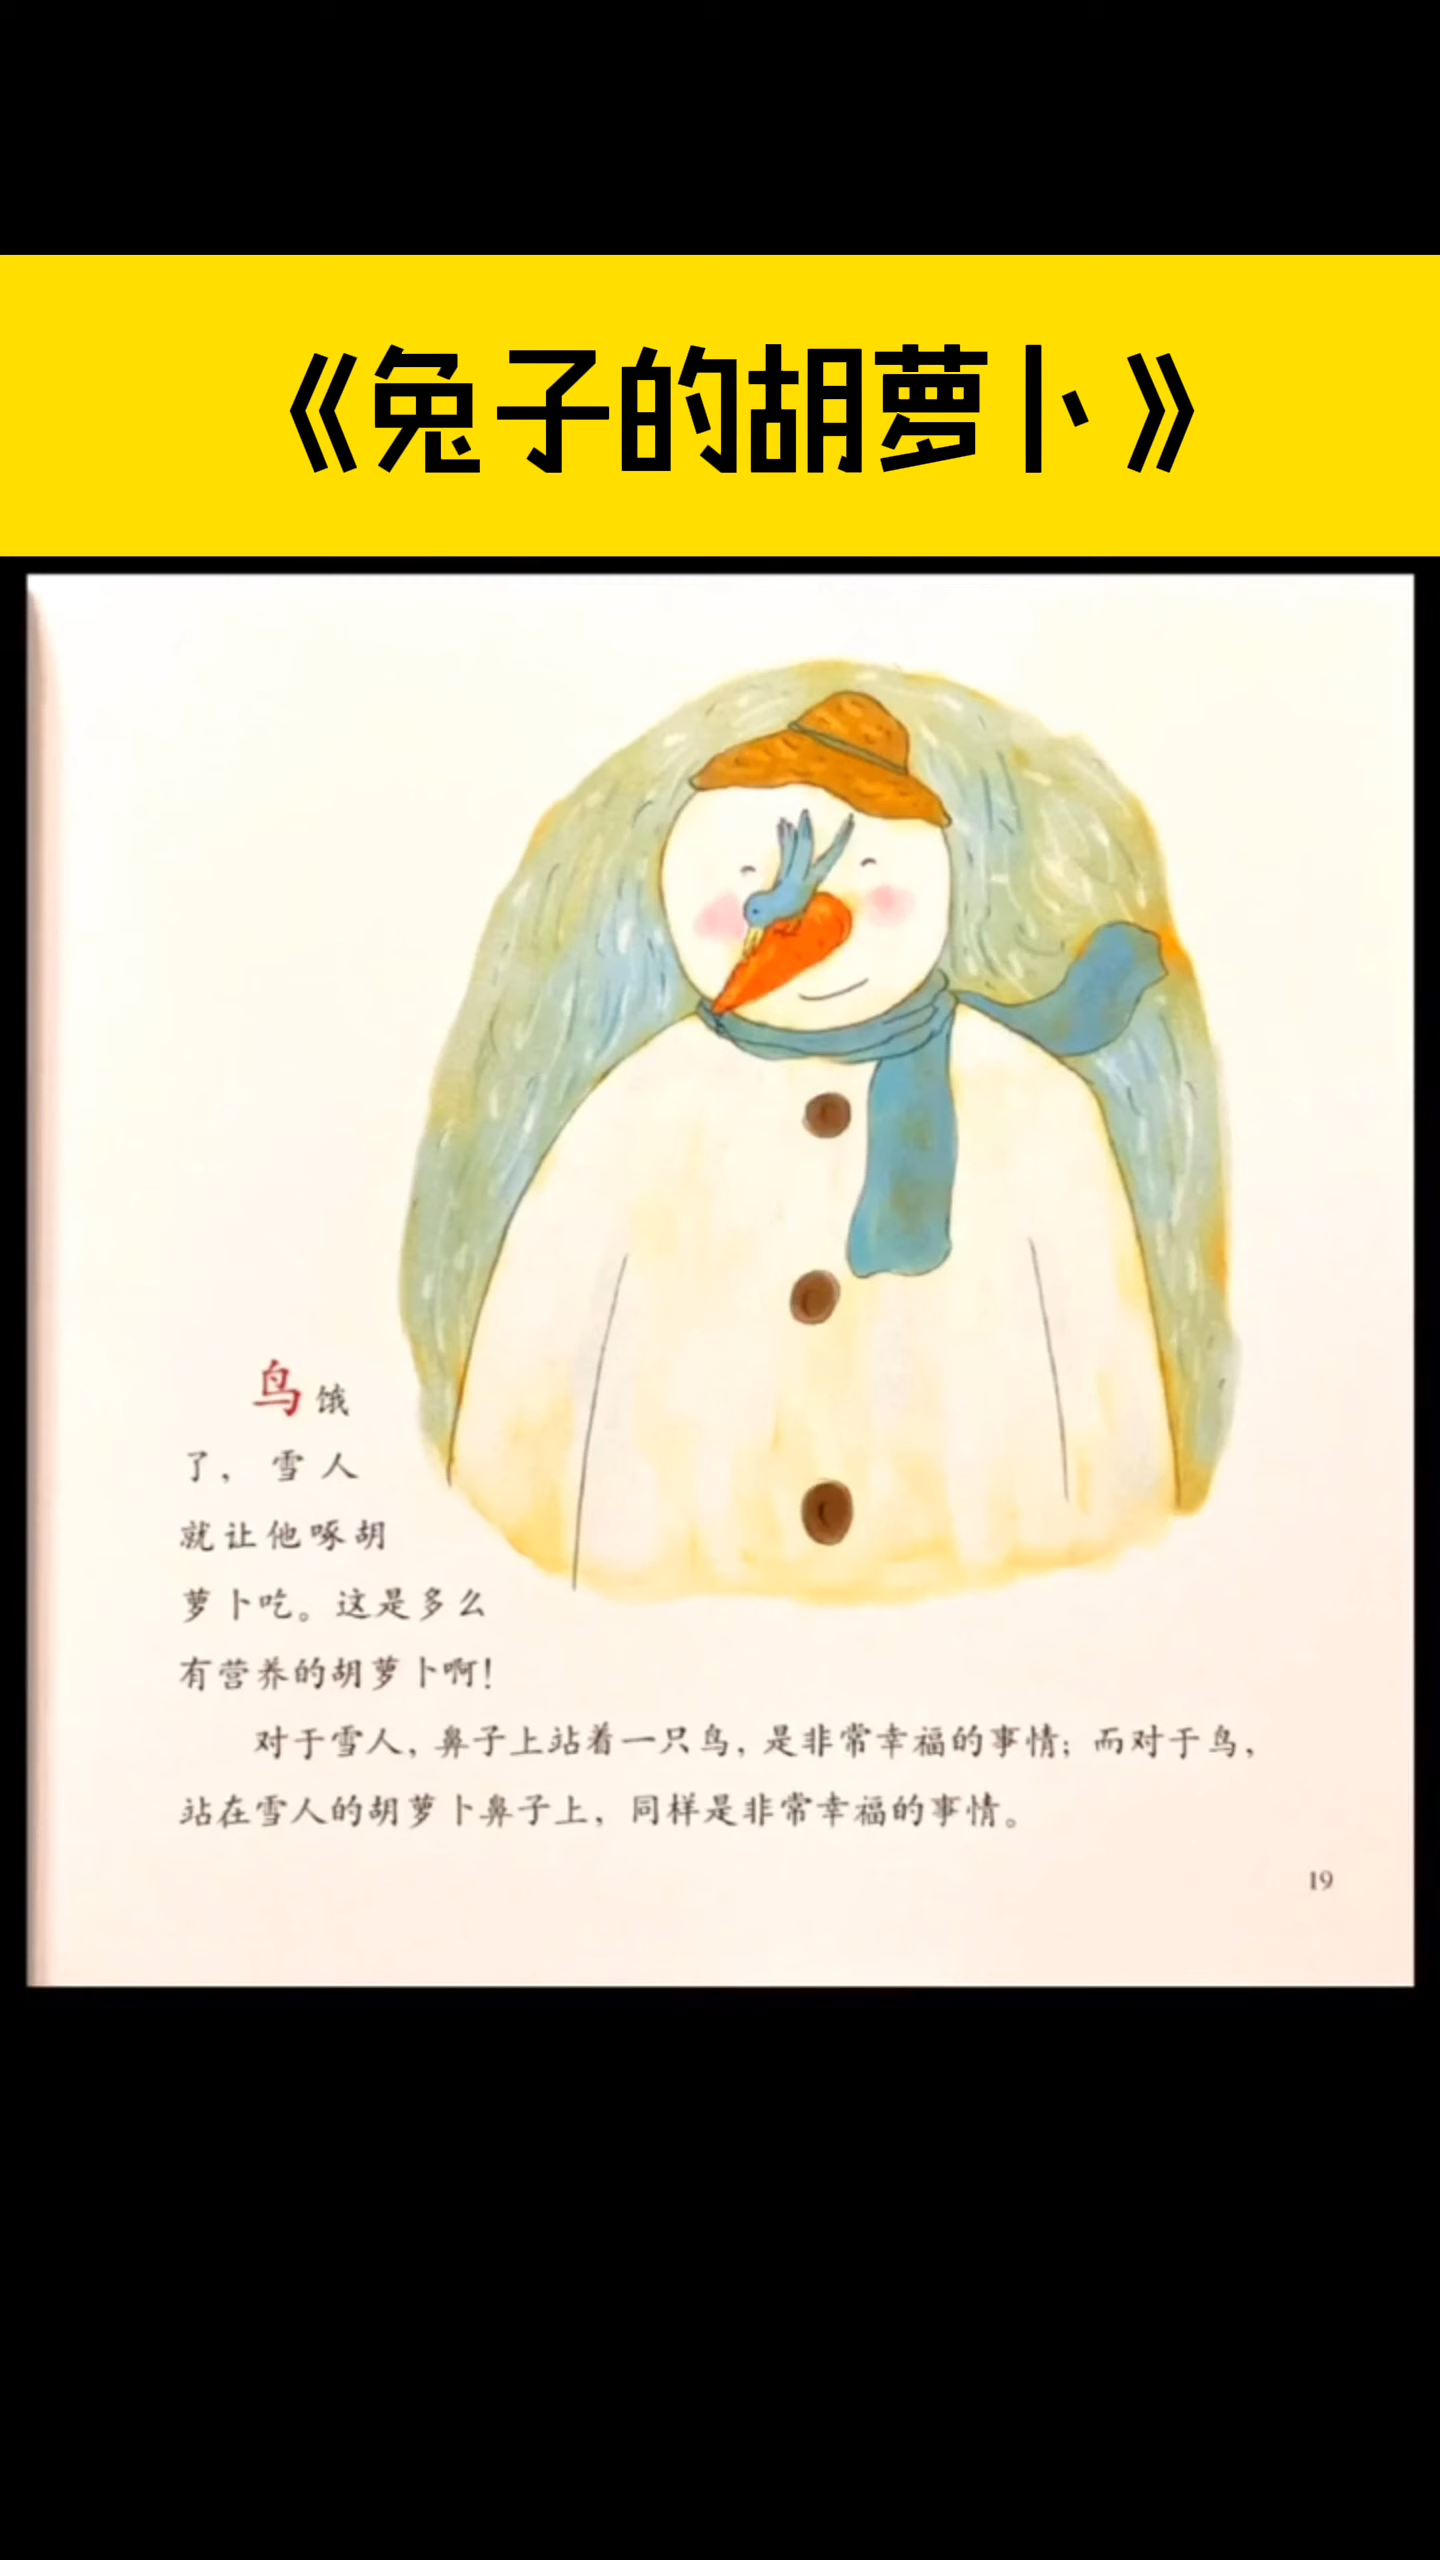 《兔子的胡萝卜》
鸟饿
了，雪人
就让他啄胡
萝卜吃。这是多么
有营养的胡萝卜啊！
对于雪人，鼻子上站着一只鸟，是非常幸福的事情；而对于鸟，
站在雪人的胡萝卜鼻子上，同样是非常幸福的事情。
19